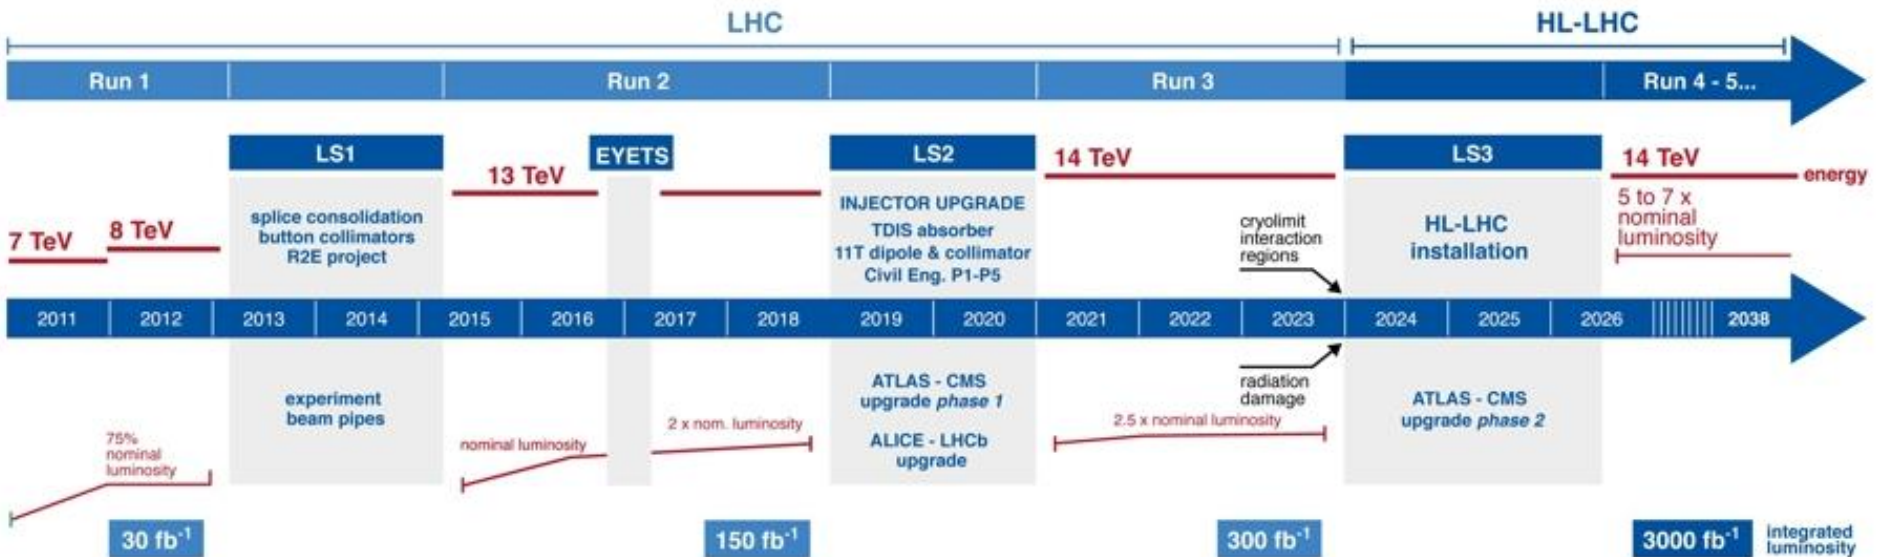 LHC
HL-LHC
Run 1
Run 2
Run 3
Run 4 - 5...
LS1
EYETS
LS2
LS3
7 TeV
8 TeV
13 TeV
14 TeV
14 TeV
energy
splice consolidation
button collimators
R2E project
INJECTOR UPGRADE
TDIS absorber
11T dipole & collimator
Civil Eng. P1-P5
cryolimit
interaction
regions
HL-LHC
installation
5 to 7 x
nominal
luminosity
2011
2012
2013
2014
2015
2016
2017
2018
2019
2020
2021
2022
2023
2024
2025
2026
2038
75%
nominal
luminosity
experiment
beam pipes
nominal luminosity
2 x nom. luminosity
ATLAS - CMS
upgrade phase 1
ALICE - LHCb
upgrade
radiation
damage
2.5 x nominal luminosity
ATLAS - CMS
upgrade phase 2
30 fb⁻¹
150 fb⁻¹
300 fb⁻¹
3000 fb⁻¹
integrated
luminosity